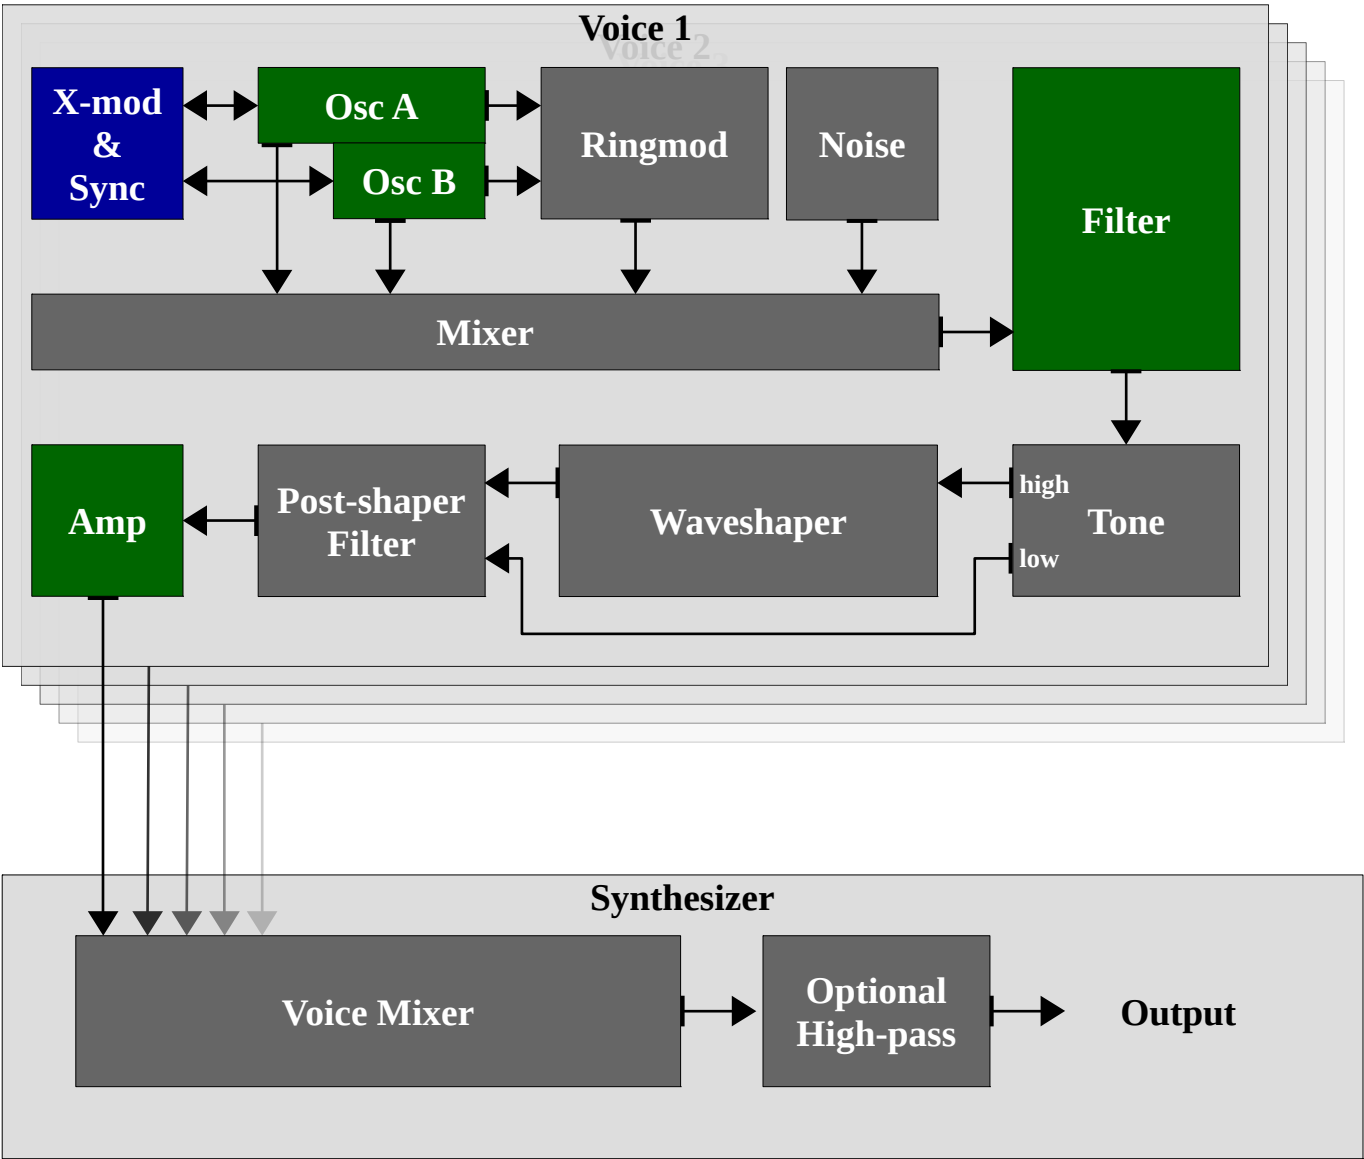 Voice 1
Voice 2
X-mod
&
Sync
Osc A
Osc B
Ringmod
Noise
Filter
Mixer
Amp
Post-shaper
Filter
Waveshaper
high
Tone
low
Synthesizer
Voice Mixer
Optional
High-pass
Output